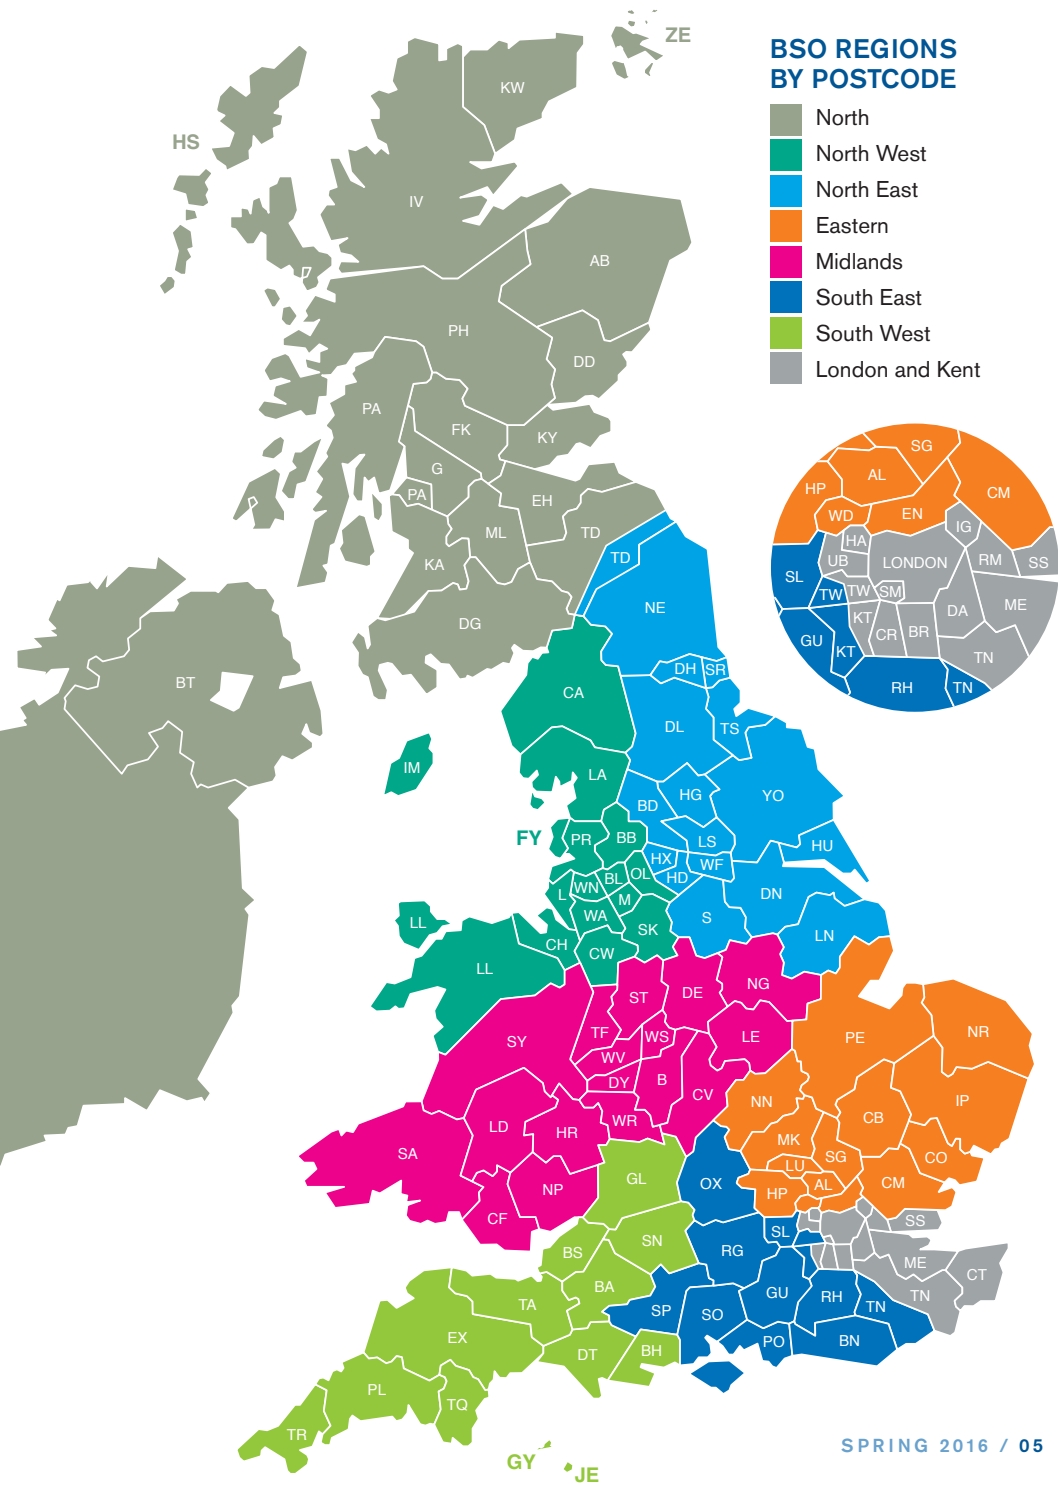 ZE
BSO REGIONS
BY POSTCODE
North
North West
North East
Eastern
Midlands
South East
South West
London and Kent
KW
HS
IV
AB
PH
DD
PA
FK
KY
G
PA
EH
ML
TD
KA
TD
NE
DG
BT
DH
SR
CA
DL
TS
IM
LA
BD
HG
YO
FY
PR
BB
LS
HU
HX
WF
BL
OL
HD
L
WN
M
DN
WA
S
LL
SK
LN
CH
CW
LL
NG
DE
ST
SY
TF
WS
LE
PE
NR
WV
DY
B
CV
NN
IP
CB
WR
LD
HR
MK
SG
CO
SA
LU
NP
GL
OX
HP
AL
CM
CF
SS
SL
BS
SN
RG
ME
CT
BA
GU
RH
TN
TN
TA
SP
SO
EX
PO
BN
DT
BH
PL
TQ
TR
GY
JE
SG
AL
HP
CM
WD
EN
IG
HA
UB
LONDON
RM
SS
SL
TW
TW
SM
ME
KT
DA
CR
BR
GU
KT
TN
RH
TN
SPRING 2016 / 05